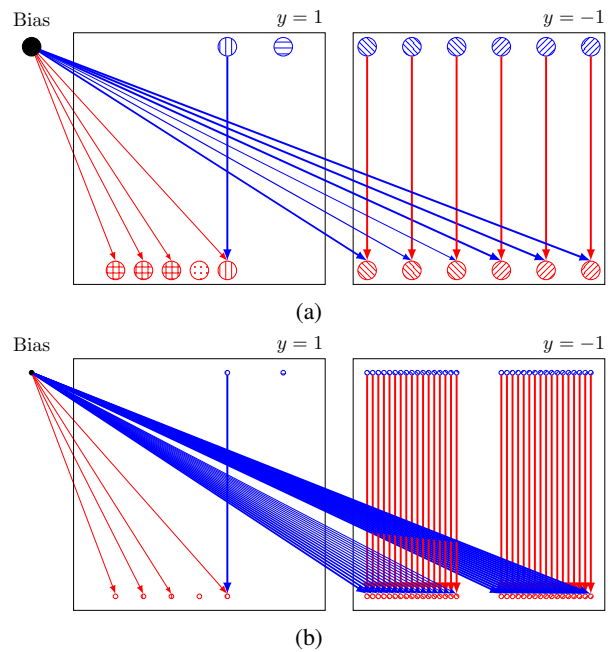 Bias y = 1 y = −1
(a)
Bias y = 1 y = −1
(b)